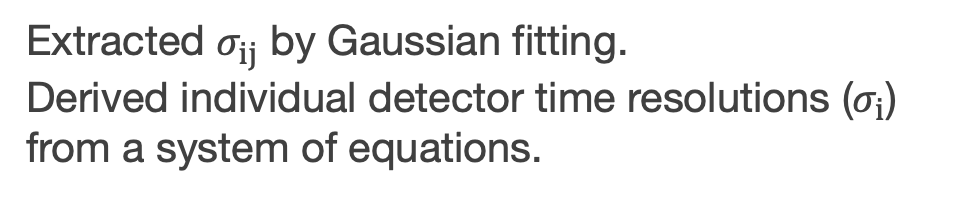 Extracted σij by Gaussian fitting.
Derived individual detector time resolutions (σi)
from a system of equations.